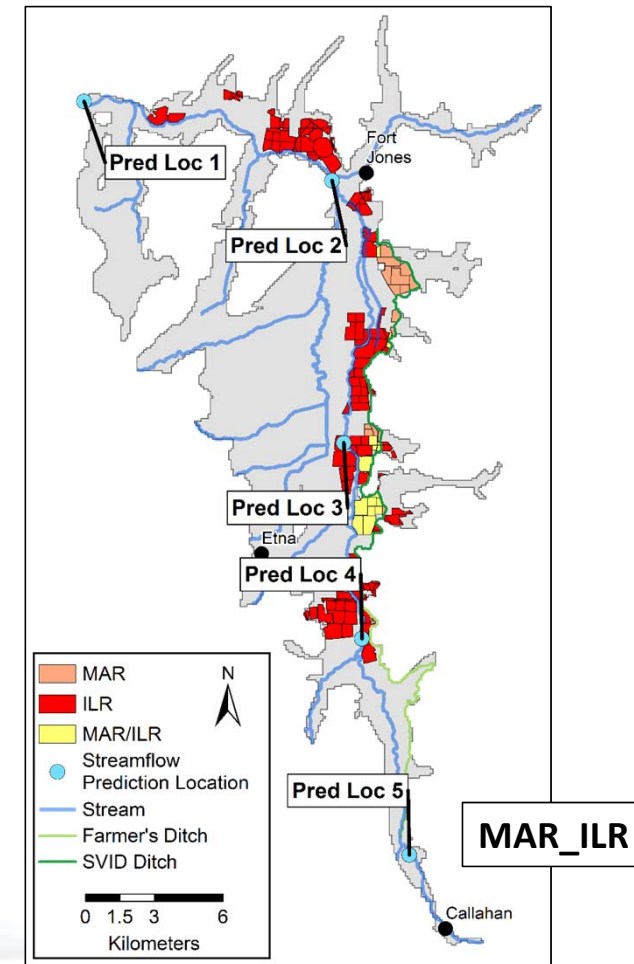 Fort
Jones
Pred Loc 1
Pred Loc 2
Pred Loc 3
Etna
Pred Loc 4
Pred Loc 5
MAR_ILR
Callahan
MAR
ILR
MAR/ILR
Streamflow
Prediction Location
Stream
Farmer's Ditch
SVID Ditch
N
0 1.5 3 6
Kilometers